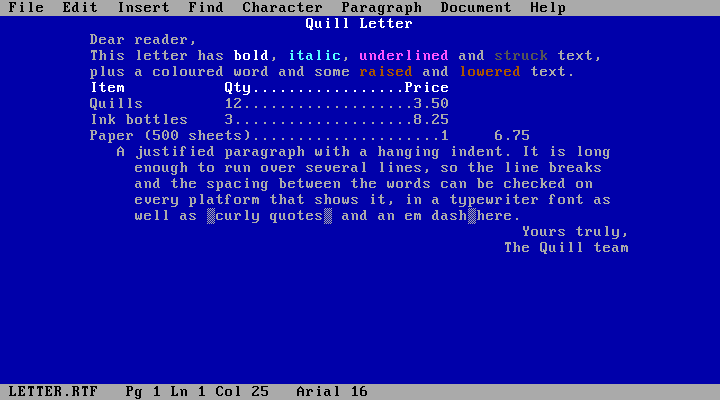 File Edit Insert Find Character Paragraph Document Help
Quill Letter
Dear reader,
This letter has bold, italic, underlined and struck text,
plus a coloured word and some raised and lowered text.
Item Qty.................Price
Quills 12...................3.50
Ink bottles 3....................8.25
Paper (500 sheets).....................1 6.75
A justified paragraph with a hanging indent. It is long
enough to run over several lines, so the line breaks
and the spacing between the words can be checked on
every platform that shows it, in a typewriter font as
well as ▒curly quotes▒ and an em dash▒here.
Yours truly,
The Quill team
LETTER.RTF Pg 1 Ln 1 Col 25 Arial 16